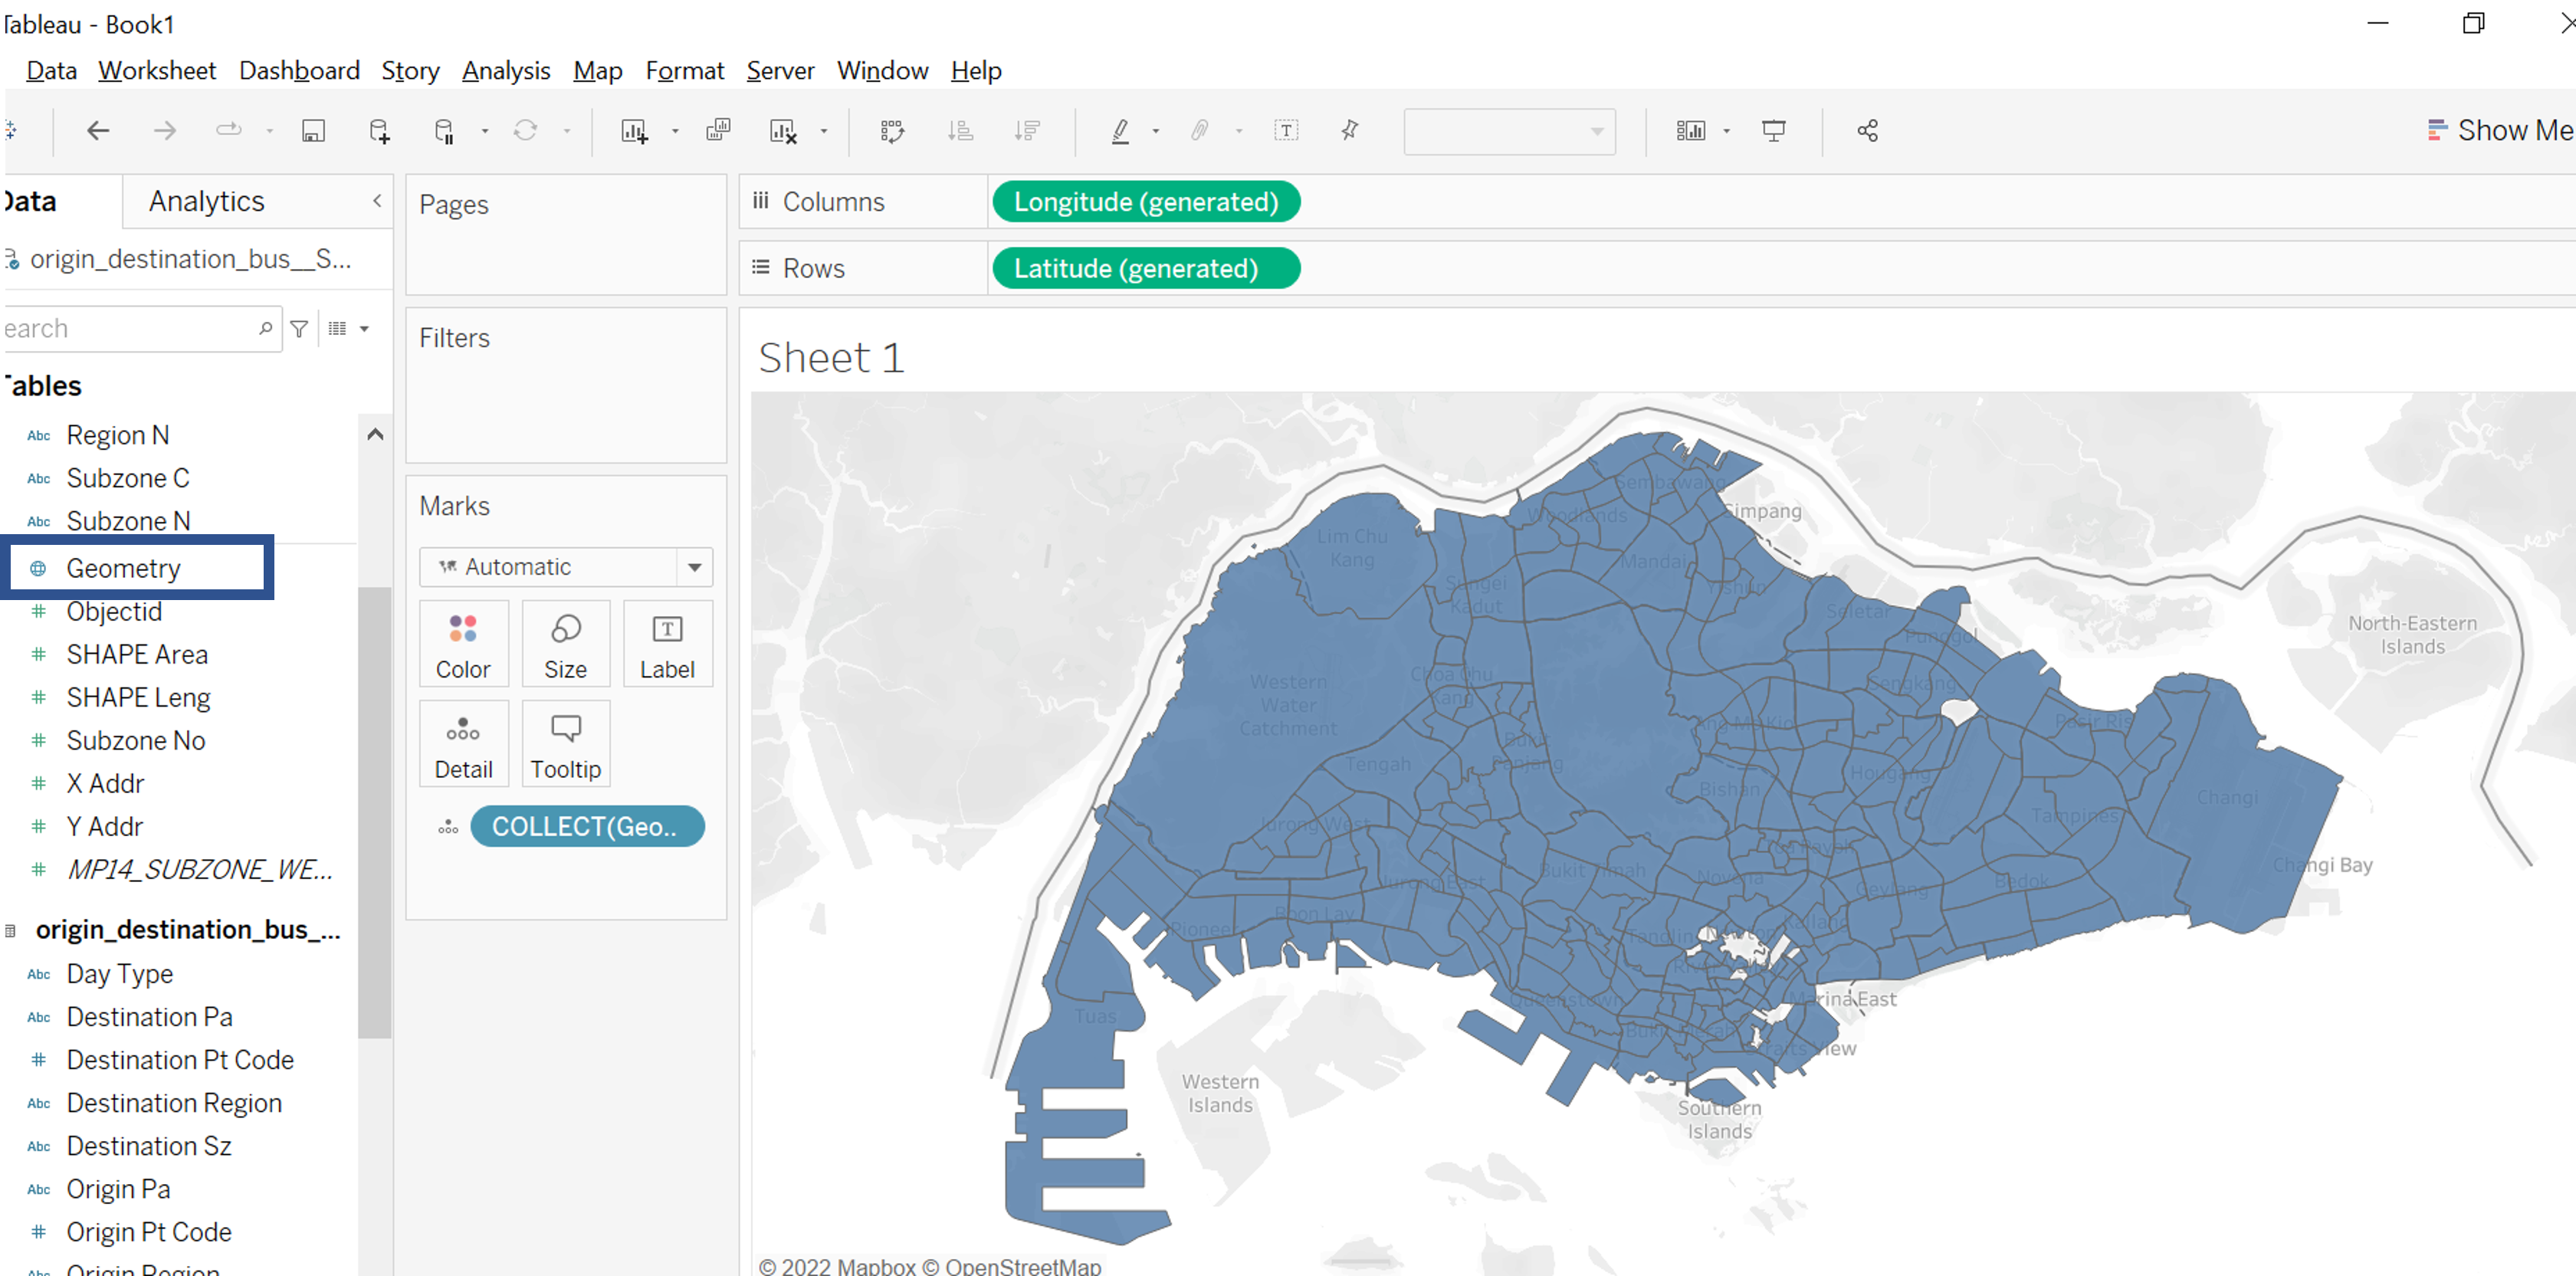 Tableau - Book1
Data Worksheet Dashboard Story Analysis Map Format Server Window Help
Show Me
Data
Analytics
origin_destination_bus__S...
earch
Tables
Abc Region N
Abc Subzone C
Abc Subzone N
Geometry
# Objectid
# SHAPE Area
# SHAPE Leng
# Subzone No
# X Addr
# Y Addr
# MP14_SUBZONE_WE...
origin_destination_bus_...
Abc Day Type
Abc Destination Pa
# Destination Pt Code
Abc Destination Region
Abc Destination Sz
Abc Origin Pa
# Origin Pt Code
Abc Origin Region
Pages
Filters
Marks
Automatic
Color
Size
T
Label
Detail
Tooltip
COLLECT(Geo..
Columns
Longitude (generated)
Rows
Latitude (generated)
Sheet 1
Sembawang
Simpang
Woodlands
Lim Chu
Kang
Mandai
Yishun
Sungei
Kadut
Seletar
Punggol
North-Eastern
Islands
Western
Water
Catchment
Choa Chu
Kang
Sengkang
Ang Mo Kio
Pasir Ris
Bukit
Panjang
Tengah
Hougang
Bishan
Changi
Tampines
Jurong West
Toa Payoh
Changi Bay
Bukit Timah
Jurong East
Novena
Geylang
Bedok
Boon Lay
Pioneer
Kallang
Tanglin
Newton
River Valley
Queenstown
Marina East
Tuas
Bukit Merah
Straits View
Western
Islands
Southern
Islands
© 2022 Mapbox © OpenStreetMap